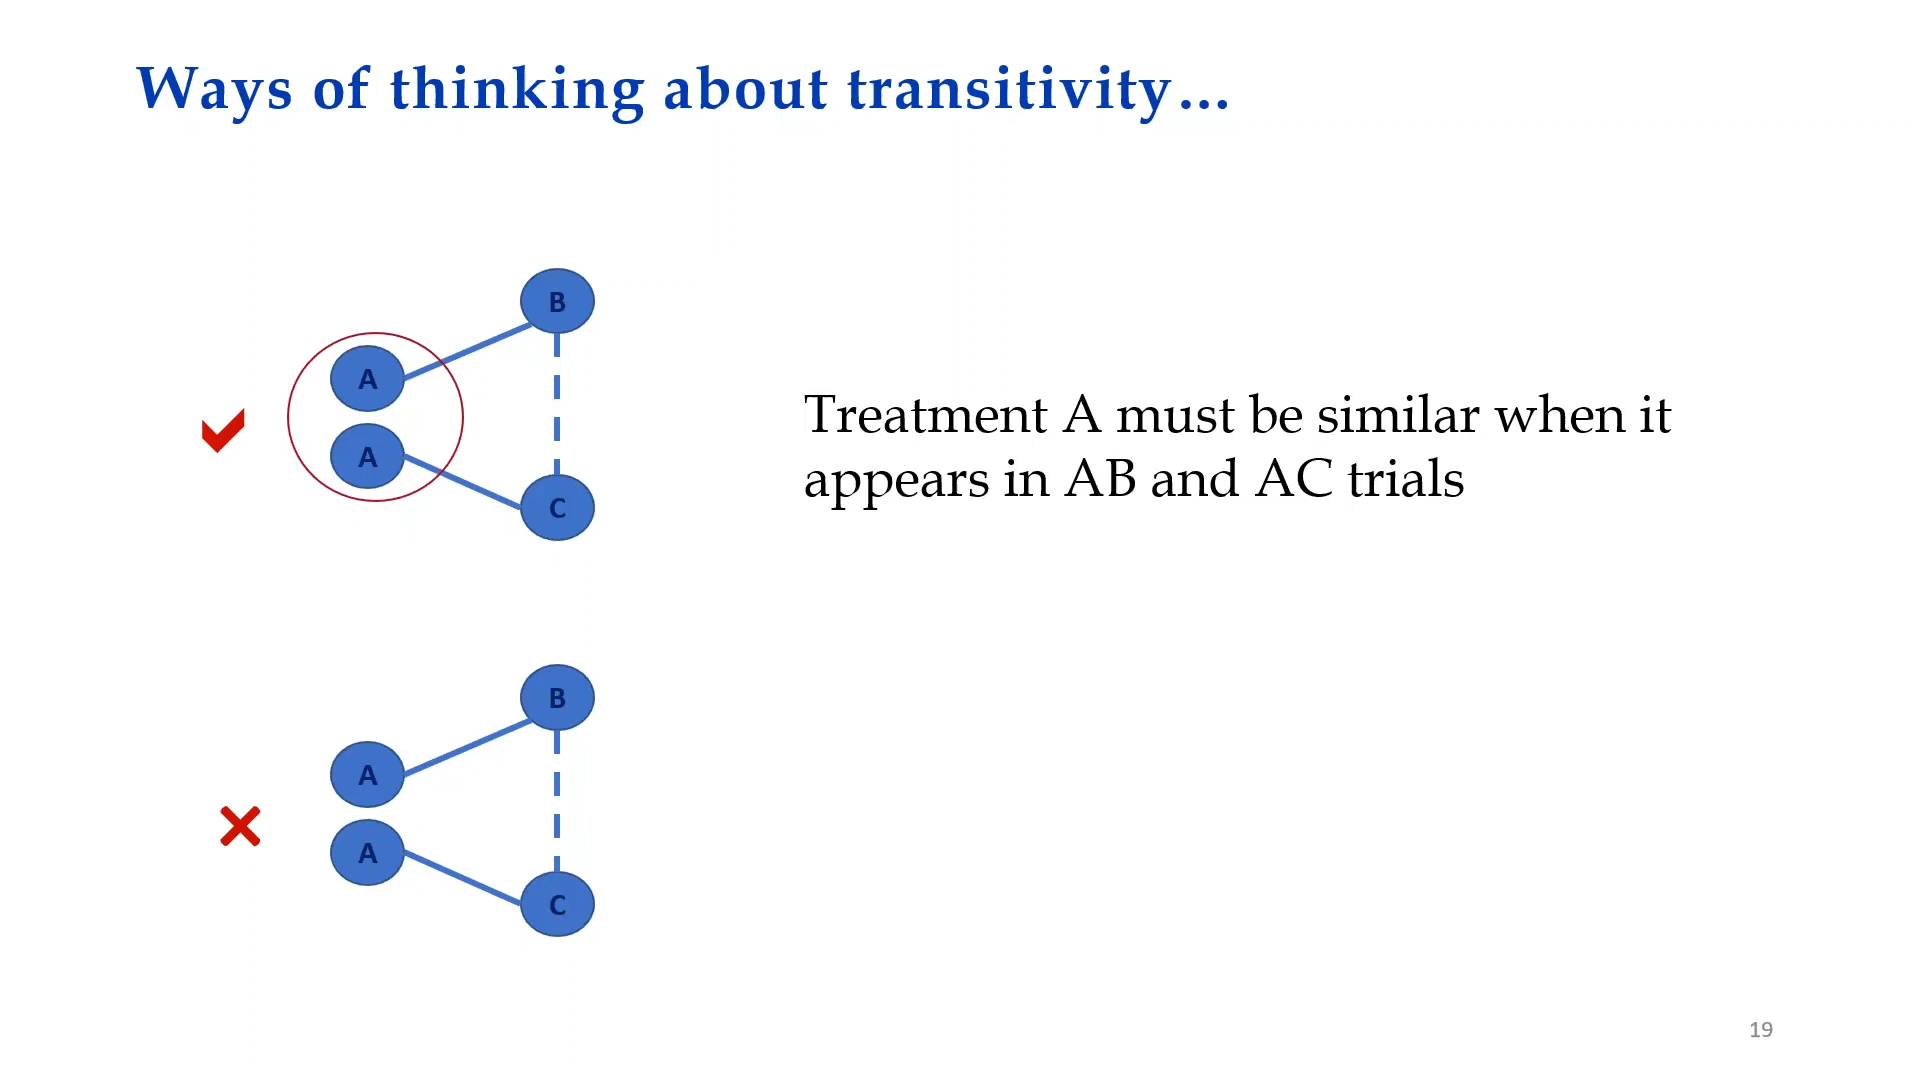 Ways of thinking about transitivity…
B
A
A
C
Treatment A must be similar when it
appears in AB and AC trials
B
A
A
C
19